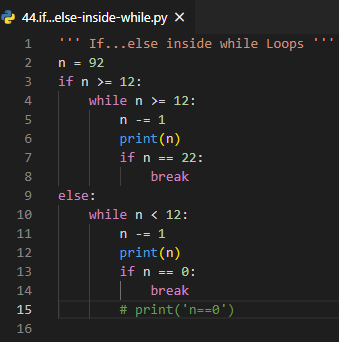 44.if...else-inside-while.py ×
1 ''' If...else inside while Loops '''
2 n = 92
3 if n >= 12:
4     while n >= 12:
5         n -= 1
6         print(n)
7         if n == 22:
8             break
9 else:
10     while n < 12:
11         n -= 1
12         print(n)
13         if n == 0:
14             break
15         # print('n==0')
16